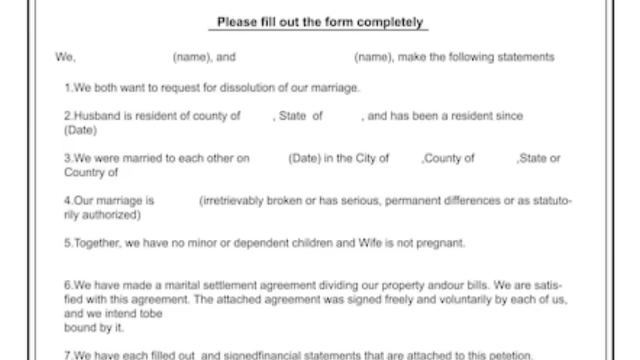 Please fill out the form completely
We, (name), and (name), make the following statements
1.We both want to request for dissolution of our marriage.
2.Husband is resident of county of , State of , and has been a resident since
(Date)
3.We were married to each other on (Date) in the City of ,County of ,State or
Country of
4.Our marriage is (irretrievably broken or has serious, permanent differences or as statuto-
rily authorized)
5.Together, we have no minor or dependent children and Wife is not pregnant.
6.We have made a marital settlement agreement dividing our property andour bills. We are satis-
fied with this agreement. The attached agreement was signed freely and voluntarily by each of us,
and we intend tobe
bound by it.
7.We have each filled out and signedfinancial statements that are attached to this petetion.